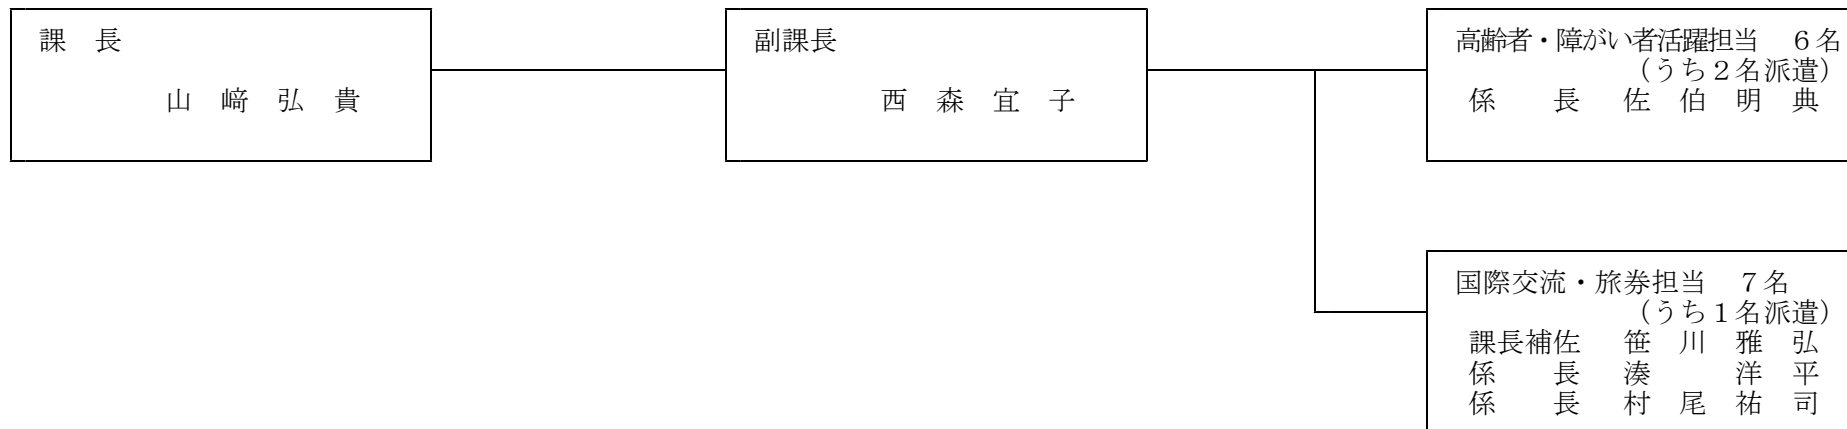 課　長
山　﨑　弘　貴
副課長
西　森　宜　子
高齢者・障がい者活躍担当　６名
（うち２名派遣）
係　　長　佐　伯　明　典
国際交流・旅券担当　７名
（うち１名派遣）
課長補佐　笹　川　雅　弘
係　　長　湊　　　洋　平
係　　長　村　尾　祐　司